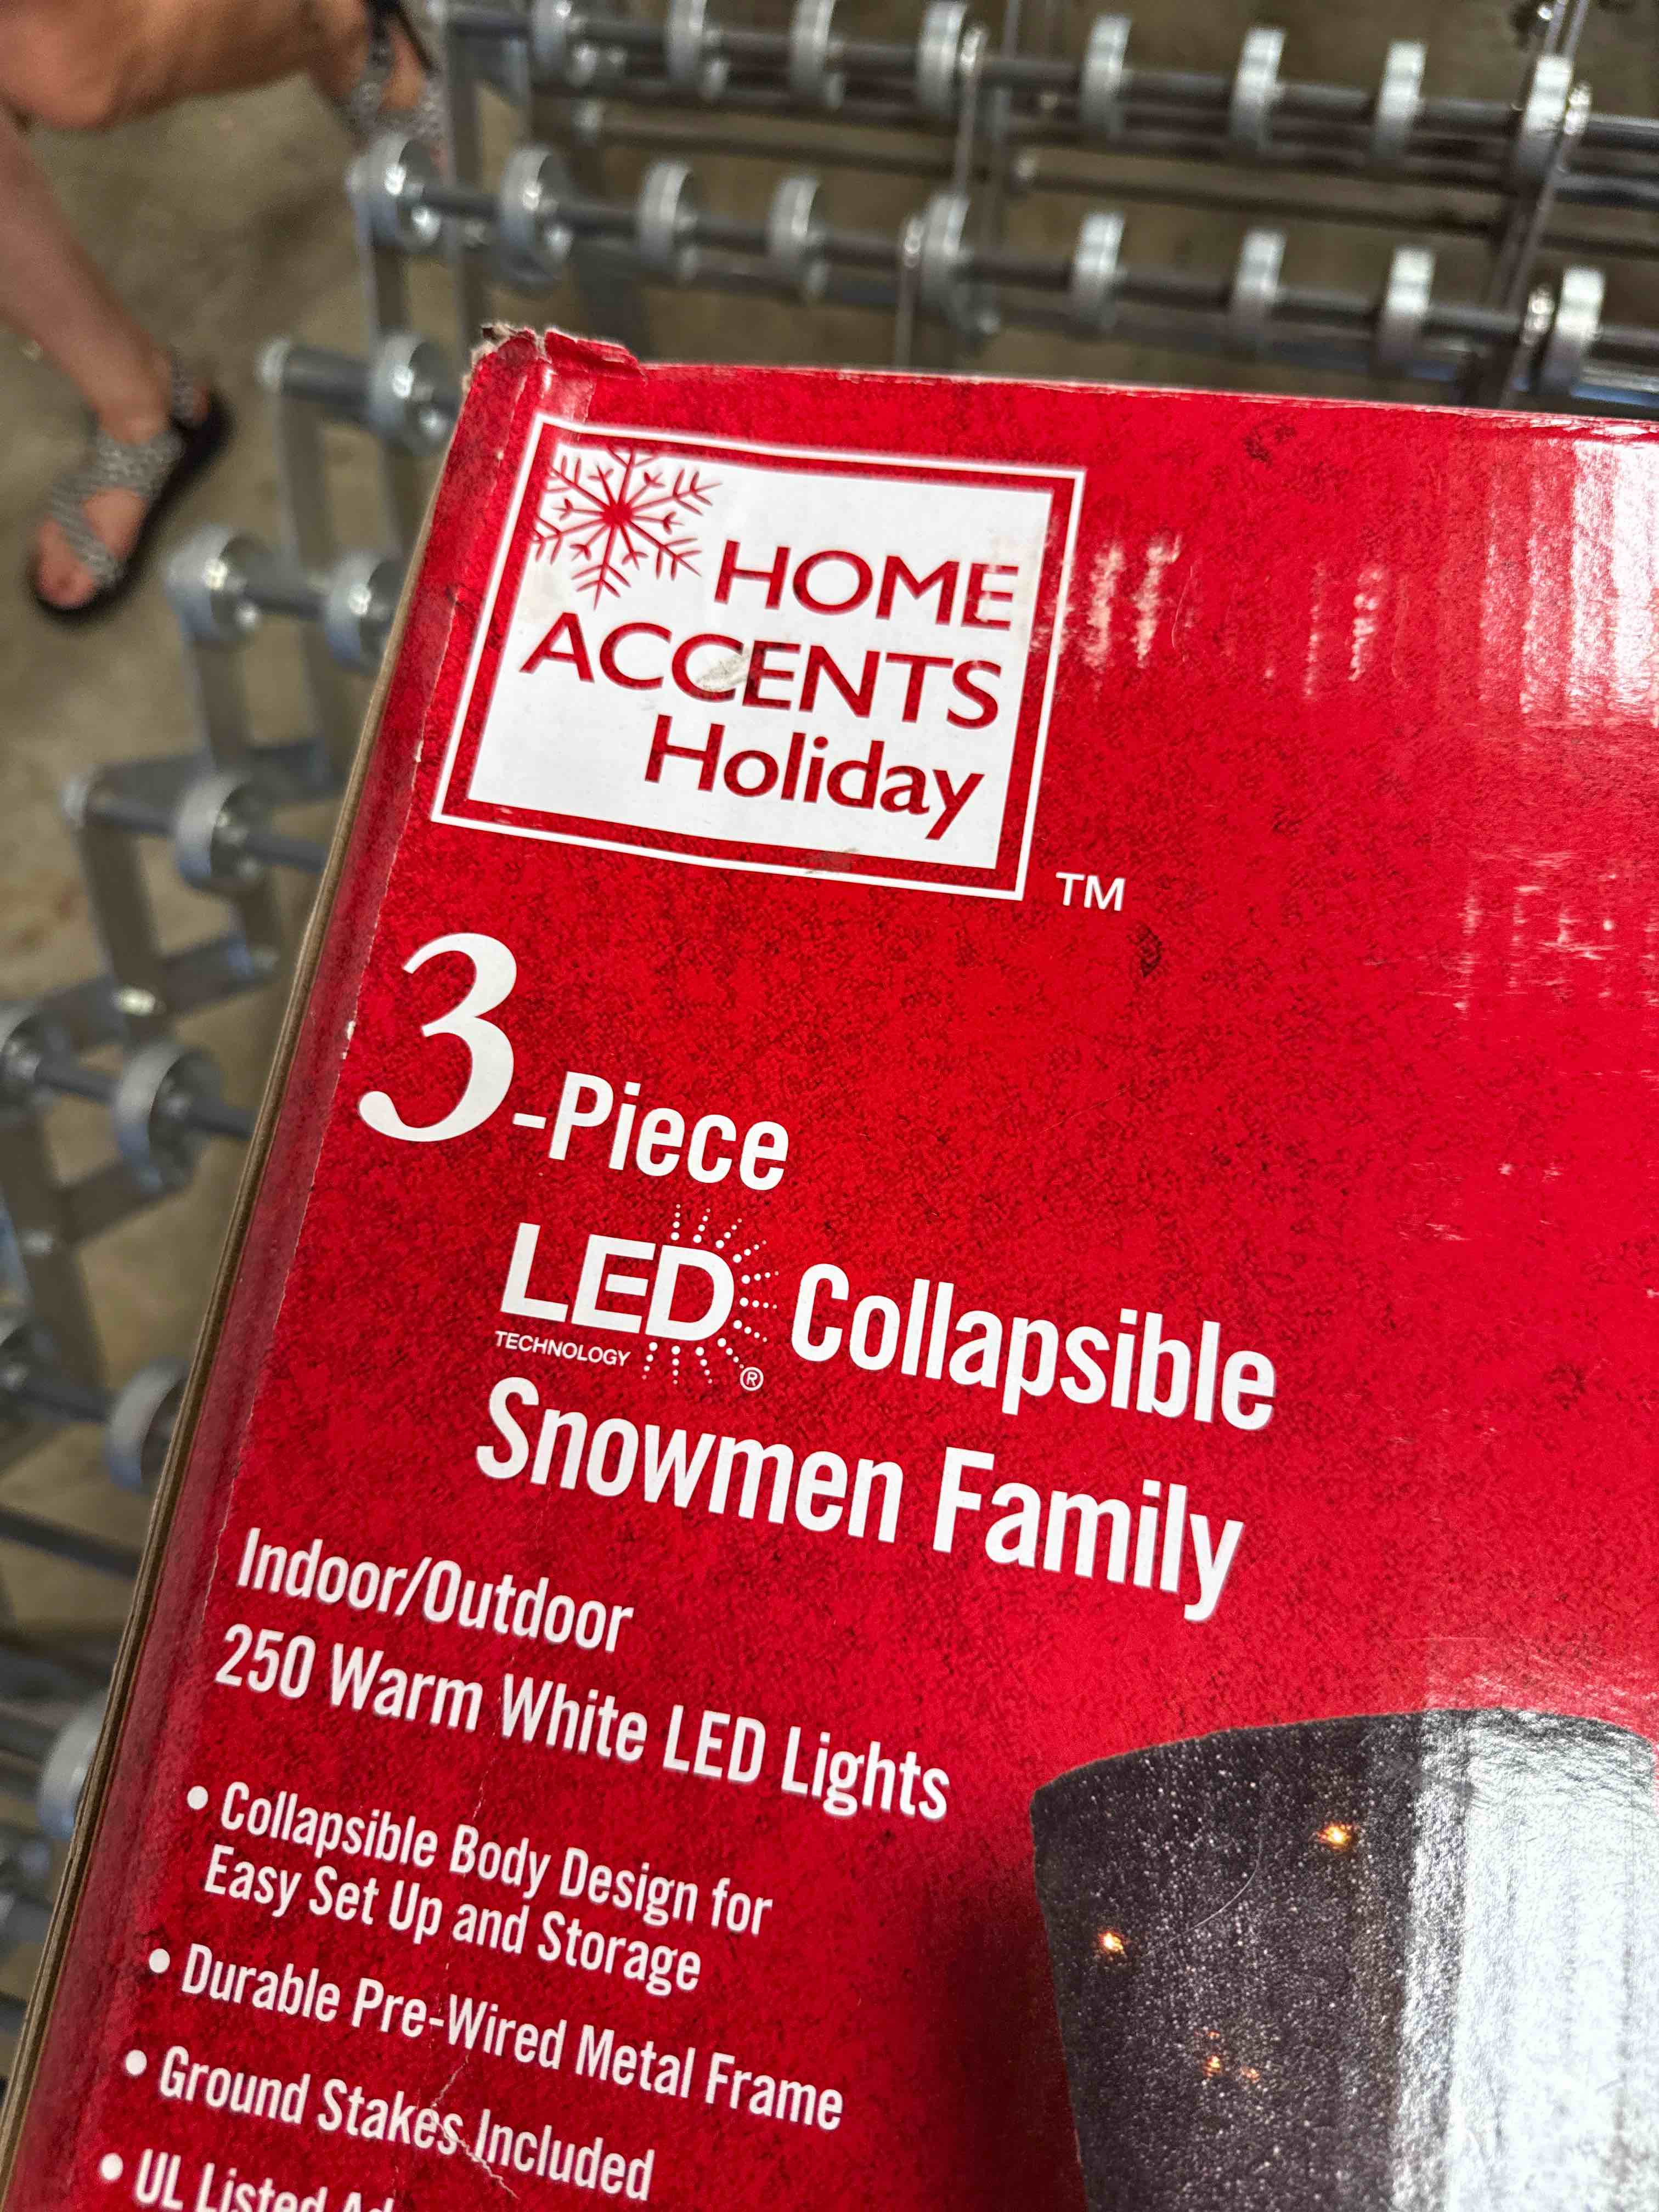 HOME
ACCENTS
Holiday
TM
3-Piece
LED Collapsible
TECHNOLOGY ®
Snowmen Family
Indoor/Outdoor
250 Warm White LED Lights
• Collapsible Body Design for
Easy Set Up and Storage
• Durable Pre-Wired Metal Frame
• Ground Stakes Included
• UL Listed